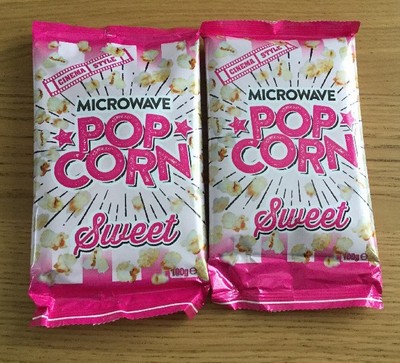 CINEMA STYLE
MICROWAVE
POP
CORN
Sweet
100g e
CINEMA STYLE
MICROWAVE
POP
CORN
Sweet
100g e